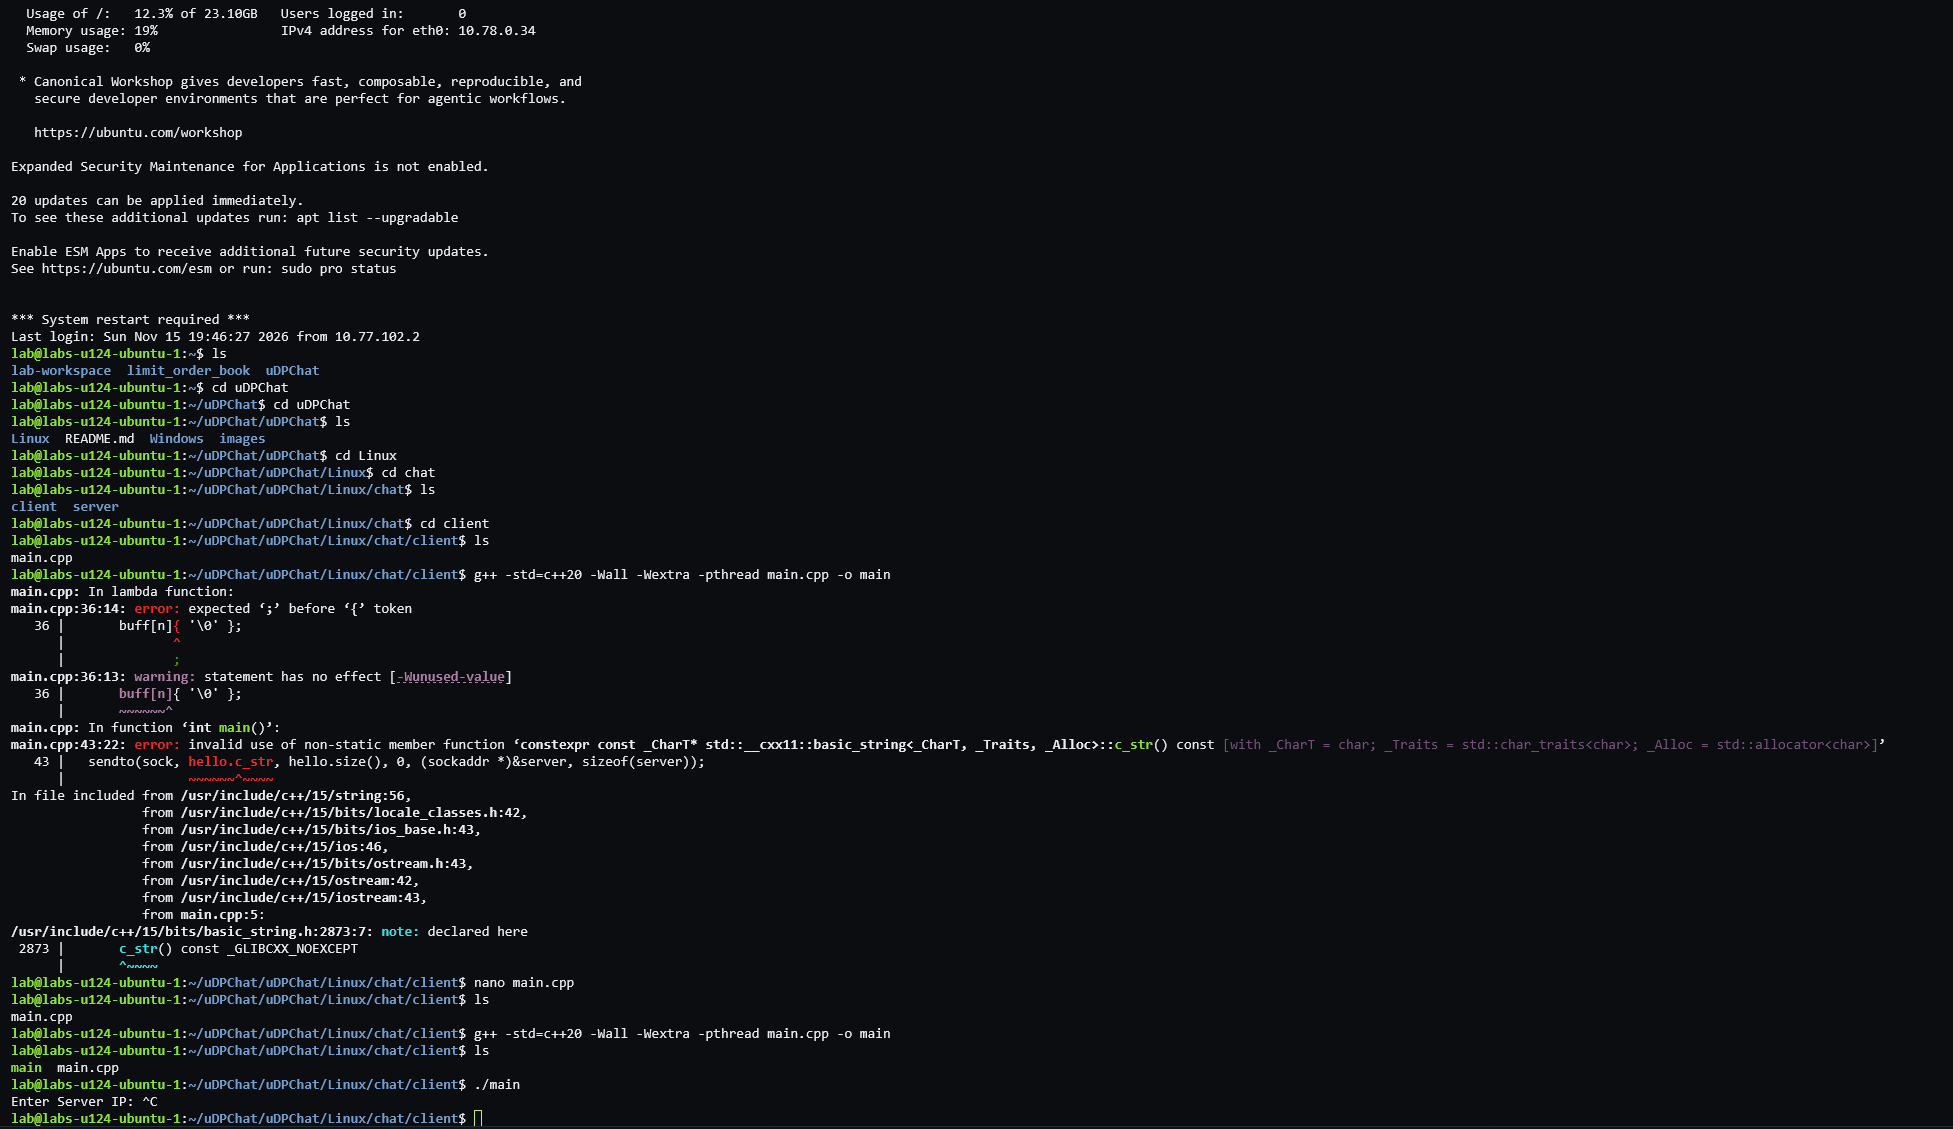 Usage of /:   12.3% of 23.10GB   Users logged in:       0
Memory usage: 19%                IPv4 address for eth0: 10.78.0.34
Swap usage:   0%
* Canonical Workshop gives developers fast, composable, reproducible, and
secure developer environments that are perfect for agentic workflows.
https://ubuntu.com/workshop
Expanded Security Maintenance for Applications is not enabled.
20 updates can be applied immediately.
To see these additional updates run: apt list --upgradable
Enable ESM Apps to receive additional future security updates.
See https://ubuntu.com/esm or run: sudo pro status
*** System restart required ***
Last login: Sun Nov 15 19:46:27 2026 from 10.77.102.2
lab@labs-u124-ubuntu-1:~$ ls
lab-workspace  limit_order_book  uDPChat
lab@labs-u124-ubuntu-1:~$ cd uDPChat
lab@labs-u124-ubuntu-1:~/uDPChat$ cd uDPChat
lab@labs-u124-ubuntu-1:~/uDPChat/uDPChat$ ls
Linux  README.md  Windows  images
lab@labs-u124-ubuntu-1:~/uDPChat/uDPChat$ cd Linux
lab@labs-u124-ubuntu-1:~/uDPChat/uDPChat/Linux$ cd chat
lab@labs-u124-ubuntu-1:~/uDPChat/uDPChat/Linux/chat$ ls
client  server
lab@labs-u124-ubuntu-1:~/uDPChat/uDPChat/Linux/chat$ cd client
lab@labs-u124-ubuntu-1:~/uDPChat/uDPChat/Linux/chat/client$ ls
main.cpp
lab@labs-u124-ubuntu-1:~/uDPChat/uDPChat/Linux/chat/client$ g++ -std=c++20 -Wall -Wextra -pthread main.cpp -o main
main.cpp: In lambda function:
main.cpp:36:14: error: expected ‘;’ before ‘{’ token
36 |       buff[n]{ '\0' };
|              ^
|              ;
main.cpp:36:13: warning: statement has no effect [-Wunused-value]
36 |       buff[n]{ '\0' };
|       ~~~~~~^
main.cpp: In function ‘int main()’:
main.cpp:43:22: error: invalid use of non-static member function ‘constexpr const _CharT* std::__cxx11::basic_string<_CharT, _Traits, _Alloc>::c_str() const [with _CharT = char; _Traits = std::char_traits<char>; _Alloc = std::allocator<char>]’
43 |   sendto(sock, hello.c_str, hello.size(), 0, (sockaddr *)&server, sizeof(server));
|                ~~~~~~^~~~~
In file included from /usr/include/c++/15/string:56,
from /usr/include/c++/15/bits/locale_classes.h:42,
from /usr/include/c++/15/bits/ios_base.h:43,
from /usr/include/c++/15/ios:46,
from /usr/include/c++/15/bits/ostream.h:43,
from /usr/include/c++/15/ostream:42,
from /usr/include/c++/15/iostream:43,
from main.cpp:5:
/usr/include/c++/15/bits/basic_string.h:2873:7: note: declared here
2873 |       c_str() const _GLIBCXX_NOEXCEPT
|       ^~~~~
lab@labs-u124-ubuntu-1:~/uDPChat/uDPChat/Linux/chat/client$ nano main.cpp
lab@labs-u124-ubuntu-1:~/uDPChat/uDPChat/Linux/chat/client$ ls
main.cpp
lab@labs-u124-ubuntu-1:~/uDPChat/uDPChat/Linux/chat/client$ g++ -std=c++20 -Wall -Wextra -pthread main.cpp -o main
lab@labs-u124-ubuntu-1:~/uDPChat/uDPChat/Linux/chat/client$ ls
main  main.cpp
lab@labs-u124-ubuntu-1:~/uDPChat/uDPChat/Linux/chat/client$ ./main
Enter Server IP: ^C
lab@labs-u124-ubuntu-1:~/uDPChat/uDPChat/Linux/chat/client$